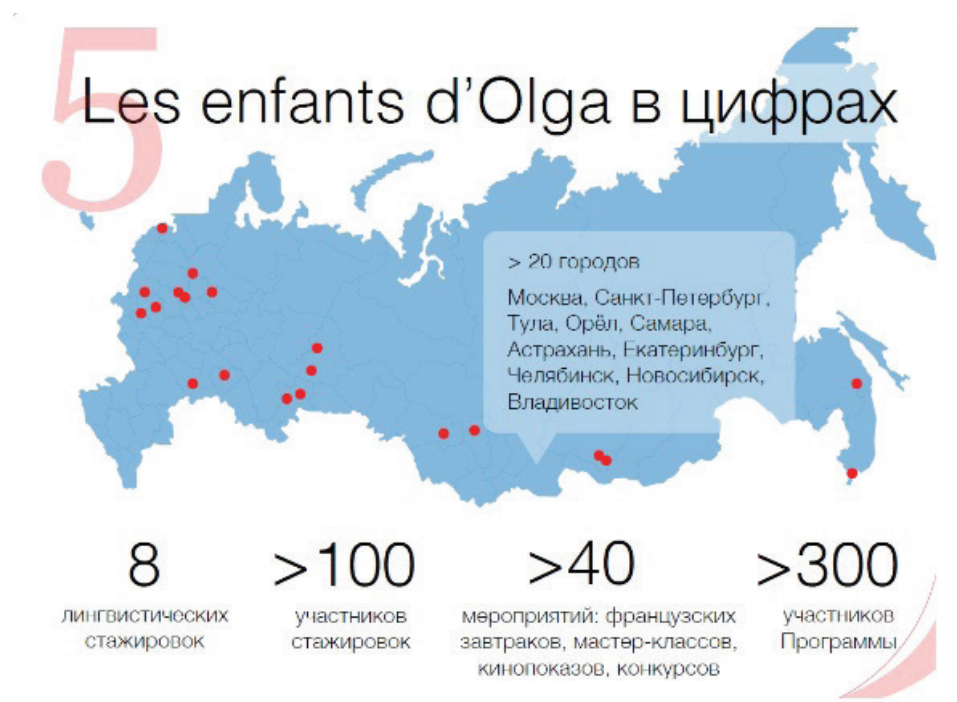 5
Les enfants d’Olga в цифрах
> 20 городов
Москва, Санкт-Петербург,
Тула, Орёл, Самара,
Астрахань, Екатеринбург,
Челябинск, Новосибирск,
Владивосток
8
лингвистических
стажировок
>100
участников
стажировок
>40
мероприятий: французских
завтраков, мастер-классов,
кинопоказов, конкурсов
>300
участников
Программы